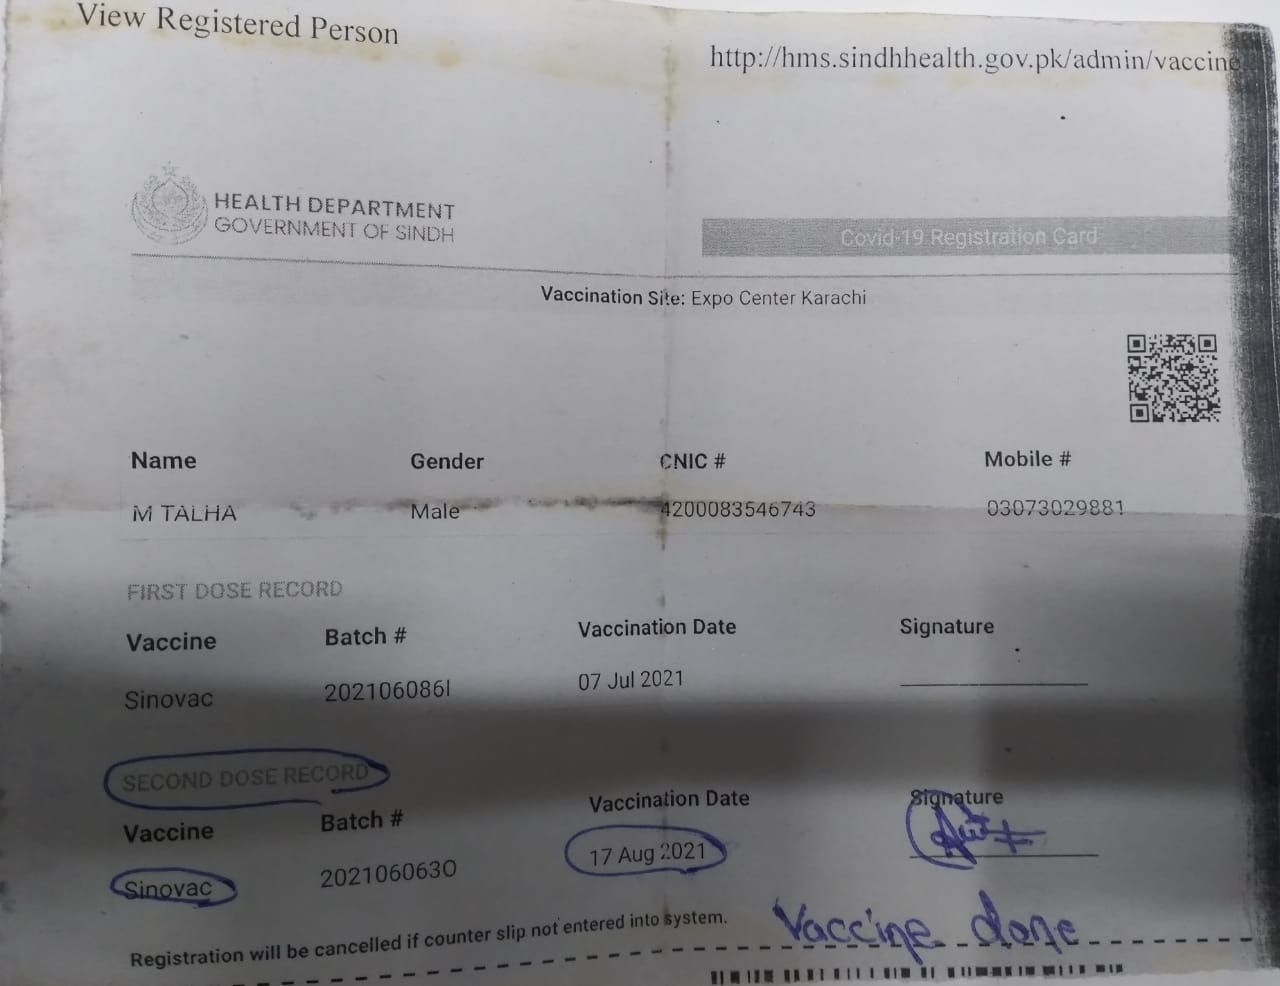 View Registered Person
http://hms.sindhhealth.gov.pk/admin/vaccine
HEALTH DEPARTMENT
GOVERNMENT OF SINDH
Covid-19 Registration Card
Vaccination Site: Expo Center Karachi
Name Gender CNIC # Mobile #
M TALHA Male 4200083546743 03073029881
FIRST DOSE RECORD
Vaccine Batch # Vaccination Date Signature
Sinovac 202106086I 07 Jul 2021
SECOND DOSE RECORD
Vaccine Batch # Vaccination Date Signature
Sinovac 202106063O 17 Aug 2021
Registration will be cancelled if counter slip not entered into system.
Vaccine done